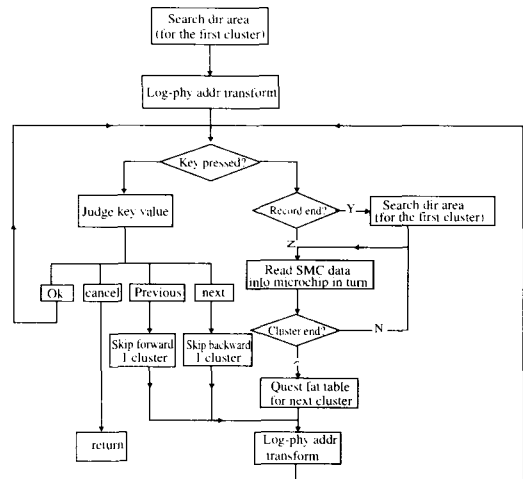 Search dir area
(for the first cluster)
Log-phy addr transform
Key pressed?
Judge key value
Record end?
Y
Search dir area
(for the first cluster)
N
Read SMC data
into microchip in turn
Ok
cancel
Previous
next
Cluster end?
N
Skip forward
1 cluster
Skip backward
1 cluster
Quest fat table
for next cluster
return
Log-phy addr
transform